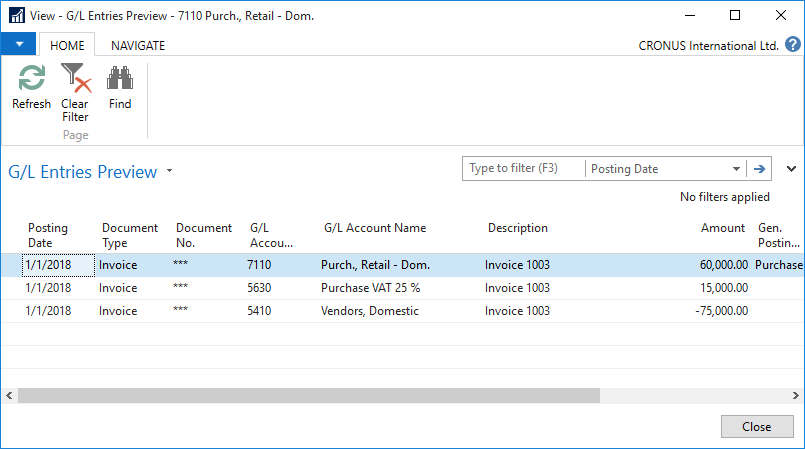 View - G/L Entries Preview - 7110 Purch., Retail - Dom.
HOME NAVIGATE CRONUS International Ltd. ?
Refresh Clear Filter Find
Page
G/L Entries Preview Type to filter (F3) Posting Date
No filters applied
Posting Date Document Type Document No. G/L Accou... G/L Account Name Description Amount Gen. Postin...
1/1/2018 Invoice *** 7110 Purch., Retail - Dom. Invoice 1003 60,000.00 Purchase
1/1/2018 Invoice *** 5630 Purchase VAT 25 % Invoice 1003 15,000.00
1/1/2018 Invoice *** 5410 Vendors, Domestic Invoice 1003 -75,000.00
Close